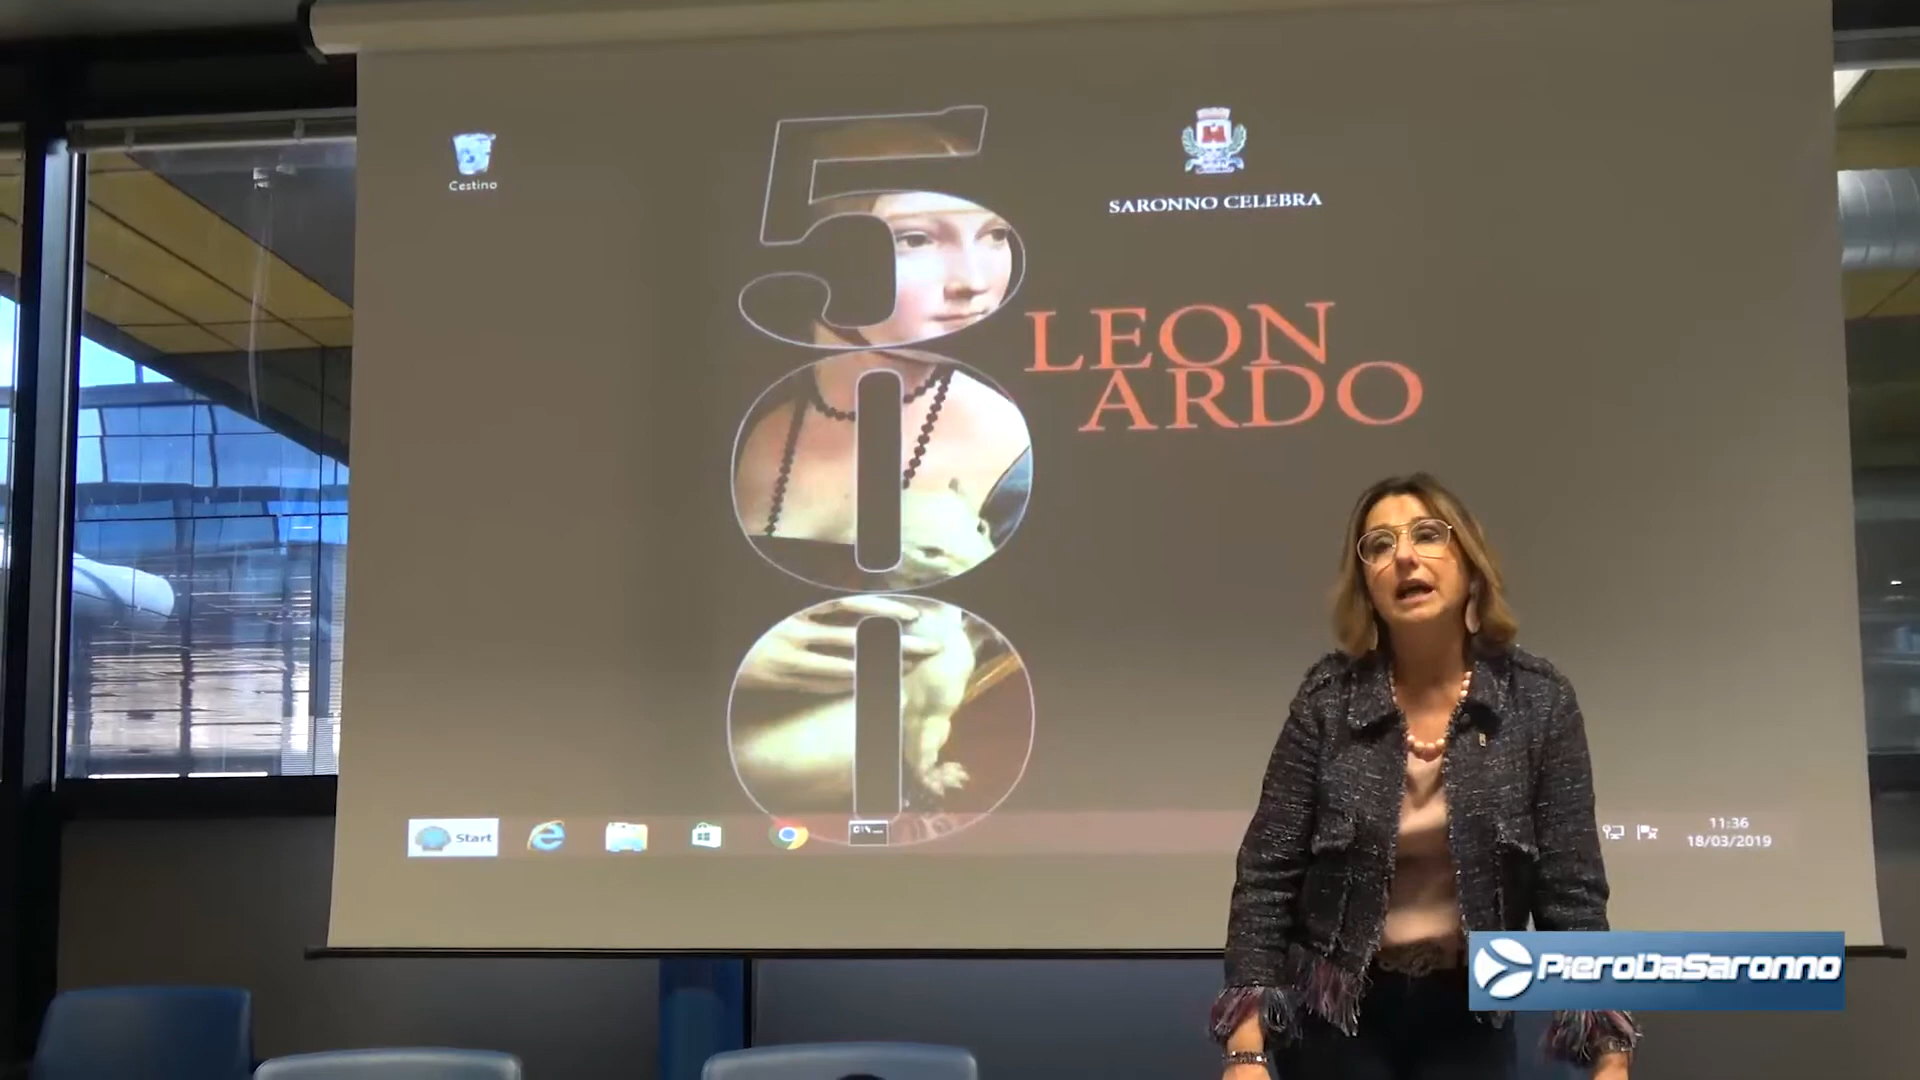 Cestino
500
SARONNO CELEBRA
LEON
ARDO
Start
11:36
18/03/2019
PieroDaSaronno